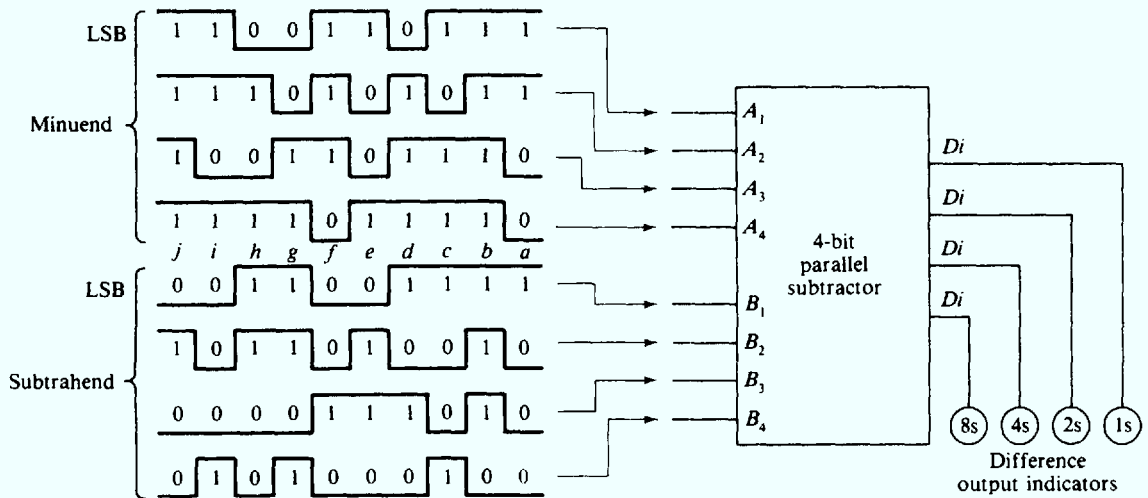 LSB 1 1 0 0 1 1 0 1 1 1
1 1 1 0 1 0 1 0 1 1
Minuend
1 0 0 1 1 0 1 1 1 0
1 1 1 1 0 1 1 1 1 0
j i h g f e d c b a
LSB 0 0 1 1 0 0 1 1 1 1
1 0 1 1 0 1 0 0 1 0
Subtrahend
0 0 0 0 1 1 1 0 1 0
0 1 0 1 0 0 0 1 0 0
A₁
A₂
A₃
A₄
B₁
B₂
B₃
B₄
4-bit
parallel
subtractor
Di
Di
Di
Di
8s 4s 2s 1s
Difference
output indicators